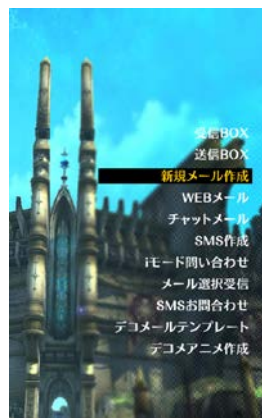 受信BOX
送信BOX
新規メール作成
WEBメール
チャットメール
SMS作成
iモード問い合わせ
メール選択受信
SMSお問合わせ
デコメールテンプレート
デコメアニメ作成